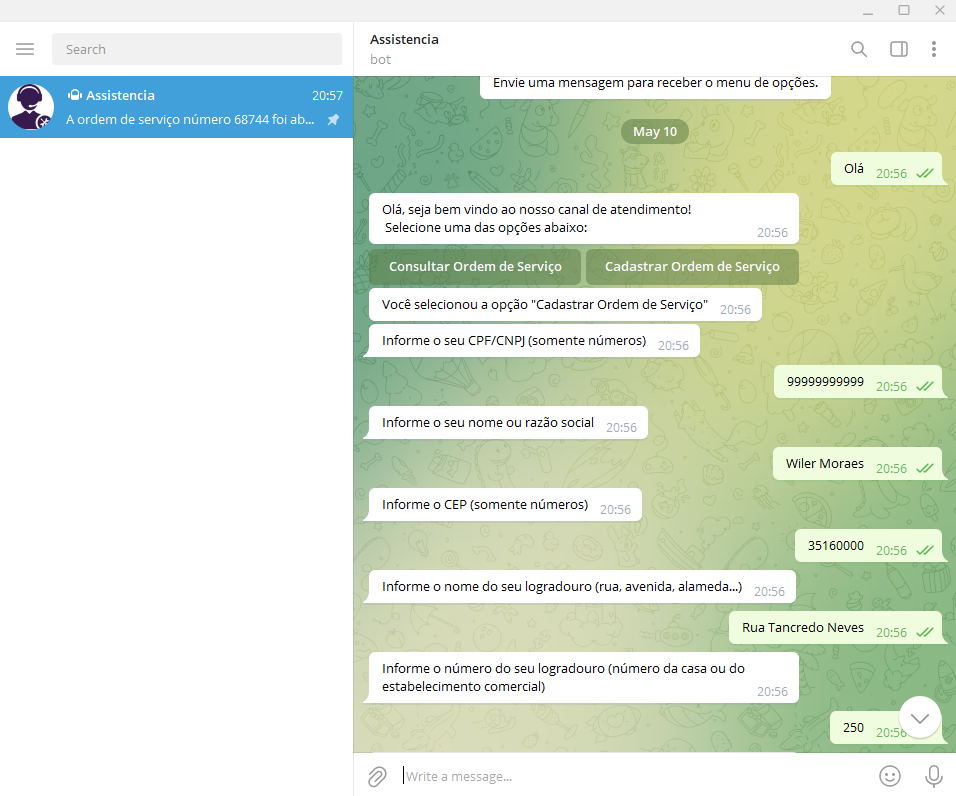 Search
Assistencia
20:57
A ordem de serviço número 68744 foi ab...
Assistencia
bot
Envie uma mensagem para receber o menu de opções.
May 10
Olá 20:56
Olá, seja bem vindo ao nosso canal de atendimento!
Selecione uma das opções abaixo:
20:56
Consultar Ordem de Serviço
Cadastrar Ordem de Serviço
Você selecionou a opção "Cadastrar Ordem de Serviço" 20:56
Informe o seu CPF/CNPJ (somente números) 20:56
99999999999 20:56
Informe o seu nome ou razão social 20:56
Wiler Moraes 20:56
Informe o CEP (somente números) 20:56
35160000 20:56
Informe o nome do seu logradouro (rua, avenida, alameda...) 20:56
Rua Tancredo Neves 20:56
Informe o número do seu logradouro (número da casa ou do
estabelecimento comercial)
20:56
250 20:56
Write a message...